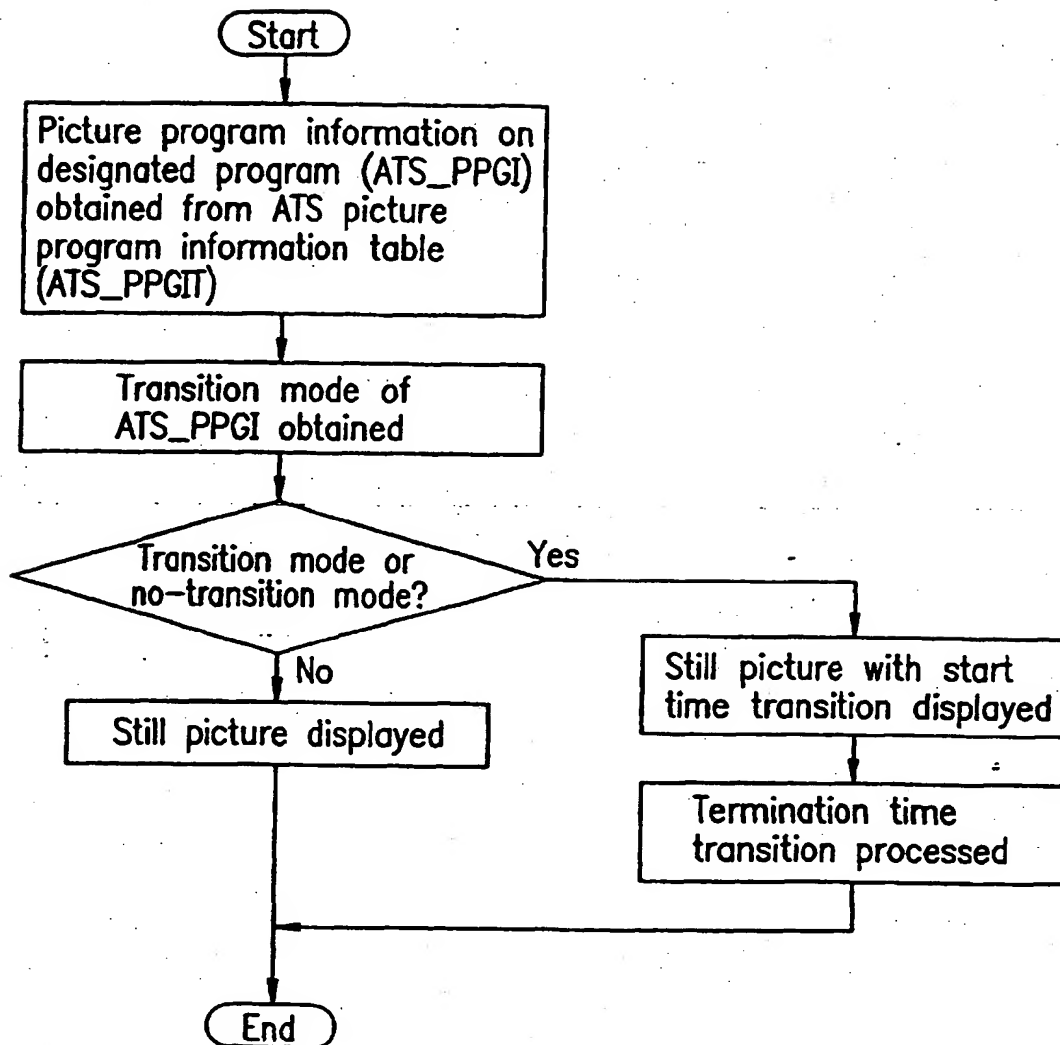 Start
Picture program information on
designated program (ATS_PPGI)
obtained from ATS picture
program information table
(ATS_PPGIT)
Transition mode of
ATS_PPGI obtained
Transition mode or
no-transition mode?
Yes
No
Still picture displayed
Still picture with start
time transition displayed
Termination time
transition processed
End